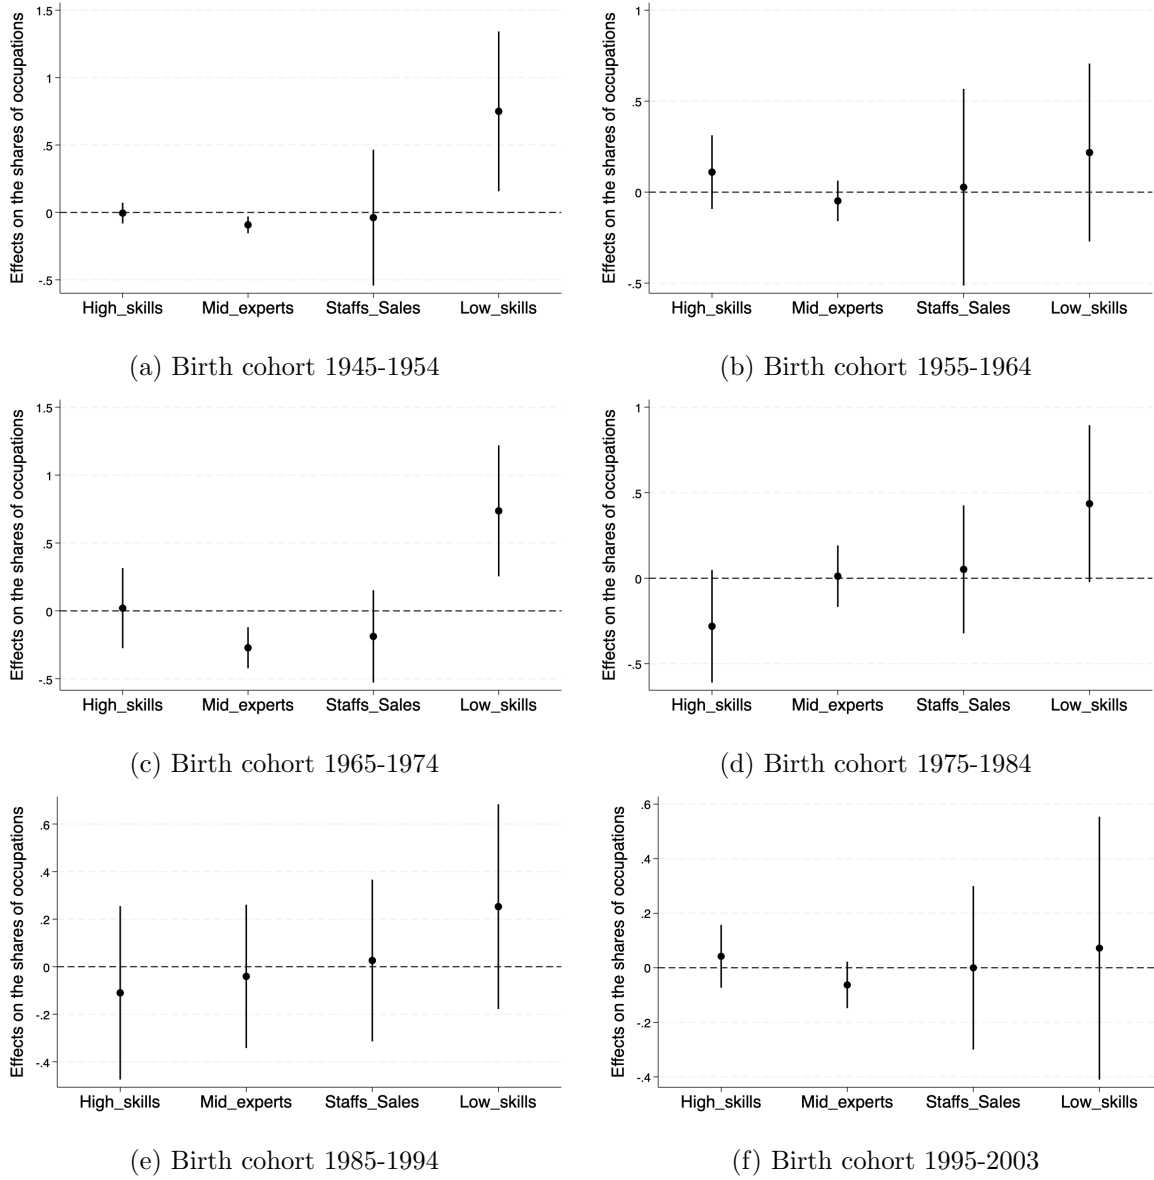 Effects on the shares of occupations
1.5
1
.5
0
-.5
High_skills Mid_experts Staffs_Sales Low_skills
(a) Birth cohort 1945-1954
Effects on the shares of occupations
1
.5
0
-.5
High_skills Mid_experts Staffs_Sales Low_skills
(b) Birth cohort 1955-1964
Effects on the shares of occupations
1.5
1
.5
0
-.5
High_skills Mid_experts Staffs_Sales Low_skills
(c) Birth cohort 1965-1974
Effects on the shares of occupations
1
.5
0
-.5
High_skills Mid_experts Staffs_Sales Low_skills
(d) Birth cohort 1975-1984
Effects on the shares of occupations
.6
.4
.2
0
-.2
-.4
High_skills Mid_experts Staffs_Sales Low_skills
(e) Birth cohort 1985-1994
Effects on the shares of occupations
.6
.4
.2
0
-.2
-.4
High_skills Mid_experts Staffs_Sales Low_skills
(f) Birth cohort 1995-2003